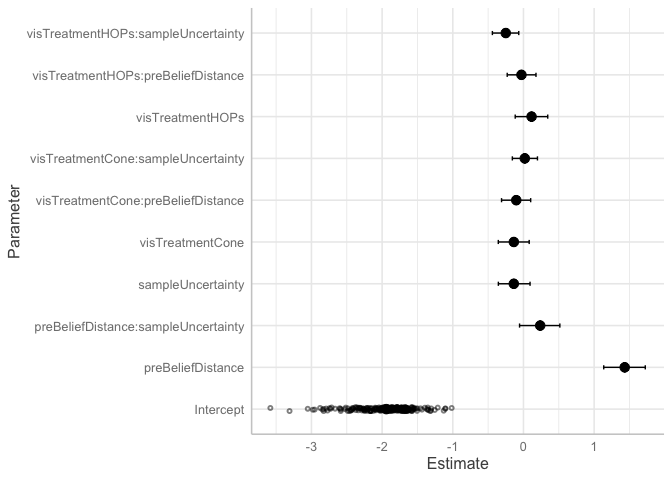 visTreatmentHOPs:sampleUncertainty
visTreatmentHOPs:preBeliefDistance
visTreatmentHOPs
visTreatmentCone:sampleUncertainty
visTreatmentCone:preBeliefDistance
visTreatmentCone
sampleUncertainty
preBeliefDistance:sampleUncertainty
preBeliefDistance
Intercept
Parameter
-3 -2 -1 0 1
Estimate